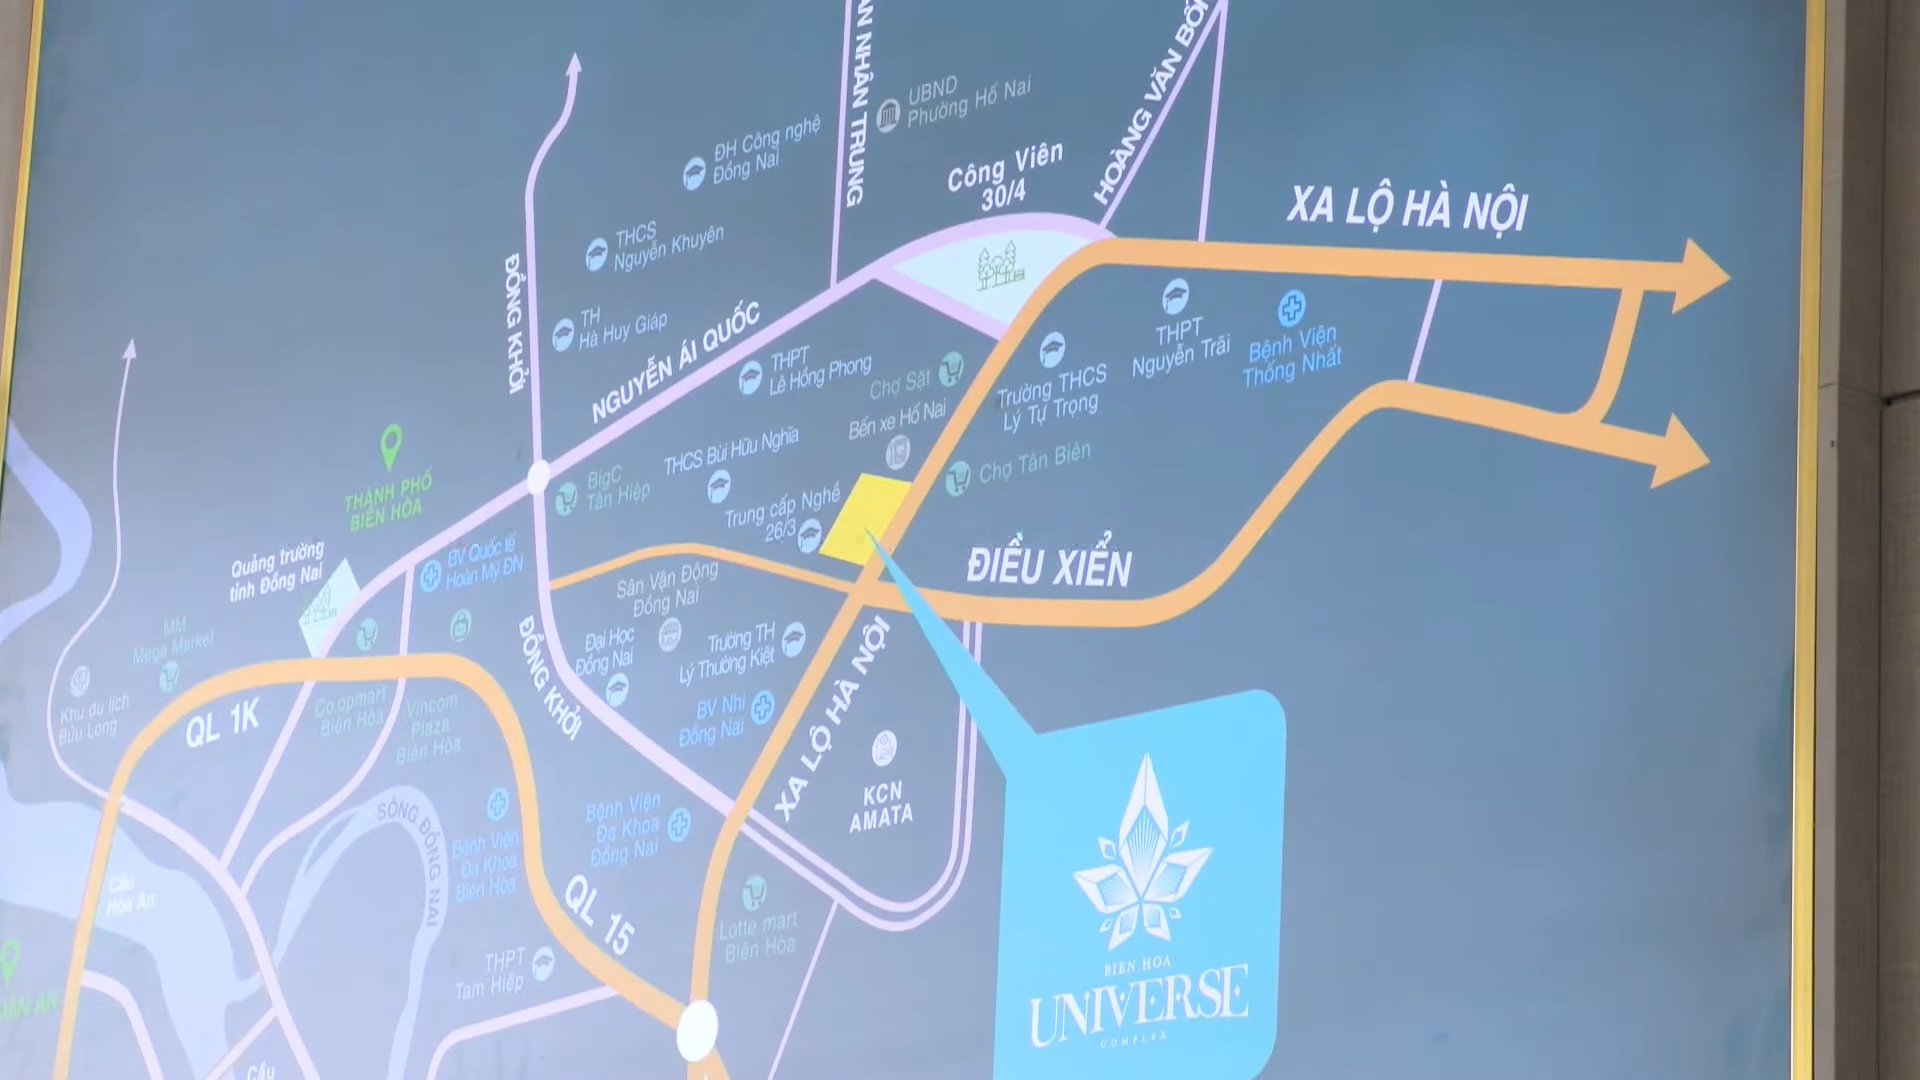 ÂN NHÂN TRUNG
HOÀNG VĂN BỔN
UBND
Phường Hố Nai
ĐH Công nghệ
Đồng Nai
Công Viên
30/4
XA LỘ HÀ NỘI
THCS
Nguyễn Khuyến
ĐỒNG KHỞI
TH
Hà Huy Giáp
NGUYỄN ÁI QUỐC
THPT
Lê Hồng Phong
Chợ Sặt
Bến xe Hố Nai
Trường THCS
Lý Tự Trọng
THPT
Nguyễn Trãi
Bệnh Viện
Thống Nhất
THCS Bùi Hữu Nghĩa
BigC
Tân Hiệp
Chợ Tân Biên
THÀNH PHỐ
BIÊN HÒA
Trung cấp Nghề
26/3
BV Quốc tế
Hoàn Mỹ ĐN
Quảng trường
tỉnh Đồng Nai
ĐIỀU XIỂN
Sân Vận Động
Đồng Nai
MM
Mega Market
Đại Học
Đồng Nai
Trường TH
Lý Thường Kiệt
ĐỒNG KHỞI
XA LỘ HÀ NỘI
BV Nhi
Đồng Nai
Khu du lịch
Bửu Long
QL 1K
Co.opmart
Biên Hòa
Vincom
Plaza
Biên Hòa
KCN
AMATA
SÔNG ĐỒNG NAI
Bệnh Viện
Đa Khoa
Biên Hòa
Bệnh Viện
Đa Khoa
Đồng Nai
Cầu
Hóa An
QL 15
Lotte mart
Biên Hòa
THPT
Tam Hiệp
Cầu
BIEN HOA
UNIVERSE
COMPLEX